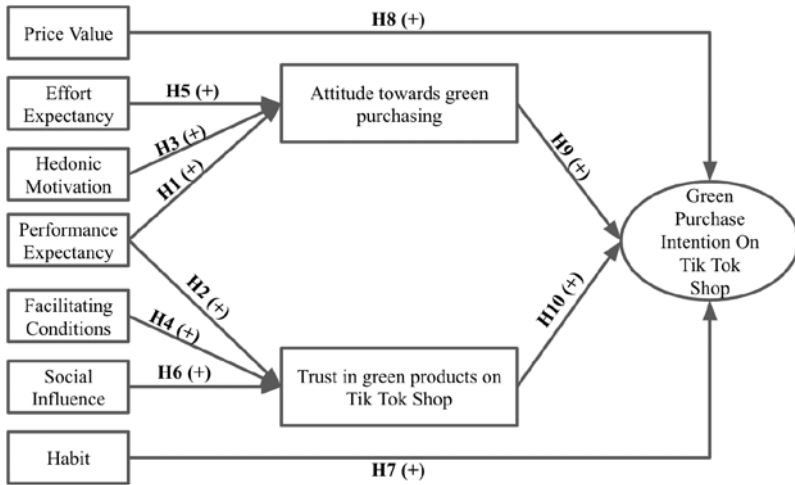 H8 (+)
Price Value
Effort
Expectancy
H5 (+)
Attitude towards green
purchasing
H3 (+)
Hedonic
Motivation
H1 (+)
H9 (+)
Performance
Expectancy
Green
Purchase
Intention On
Tik Tok
Shop
H2 (+)
Facilitating
Conditions
H4 (+)
H10 (+)
Social
Influence
H6 (+)
Trust in green products on
Tik Tok Shop
Habit
H7 (+)